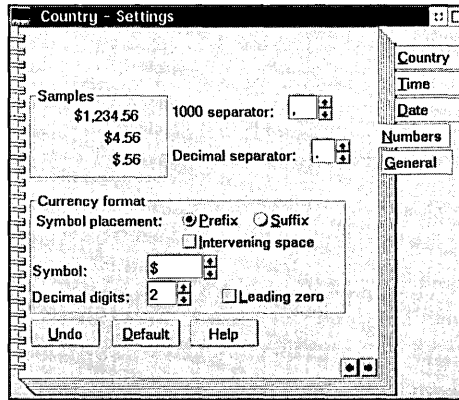 Country - Settings
Country
Time
Date
Numbers
General
Samples
$1,234.56
$4.56
$.56
1000 separator: ,
Decimal separator: .
Currency format
Symbol placement: Prefix Suffix
Intervening space
Symbol: $
Decimal digits: 2 Leading zero
Undo Default Help